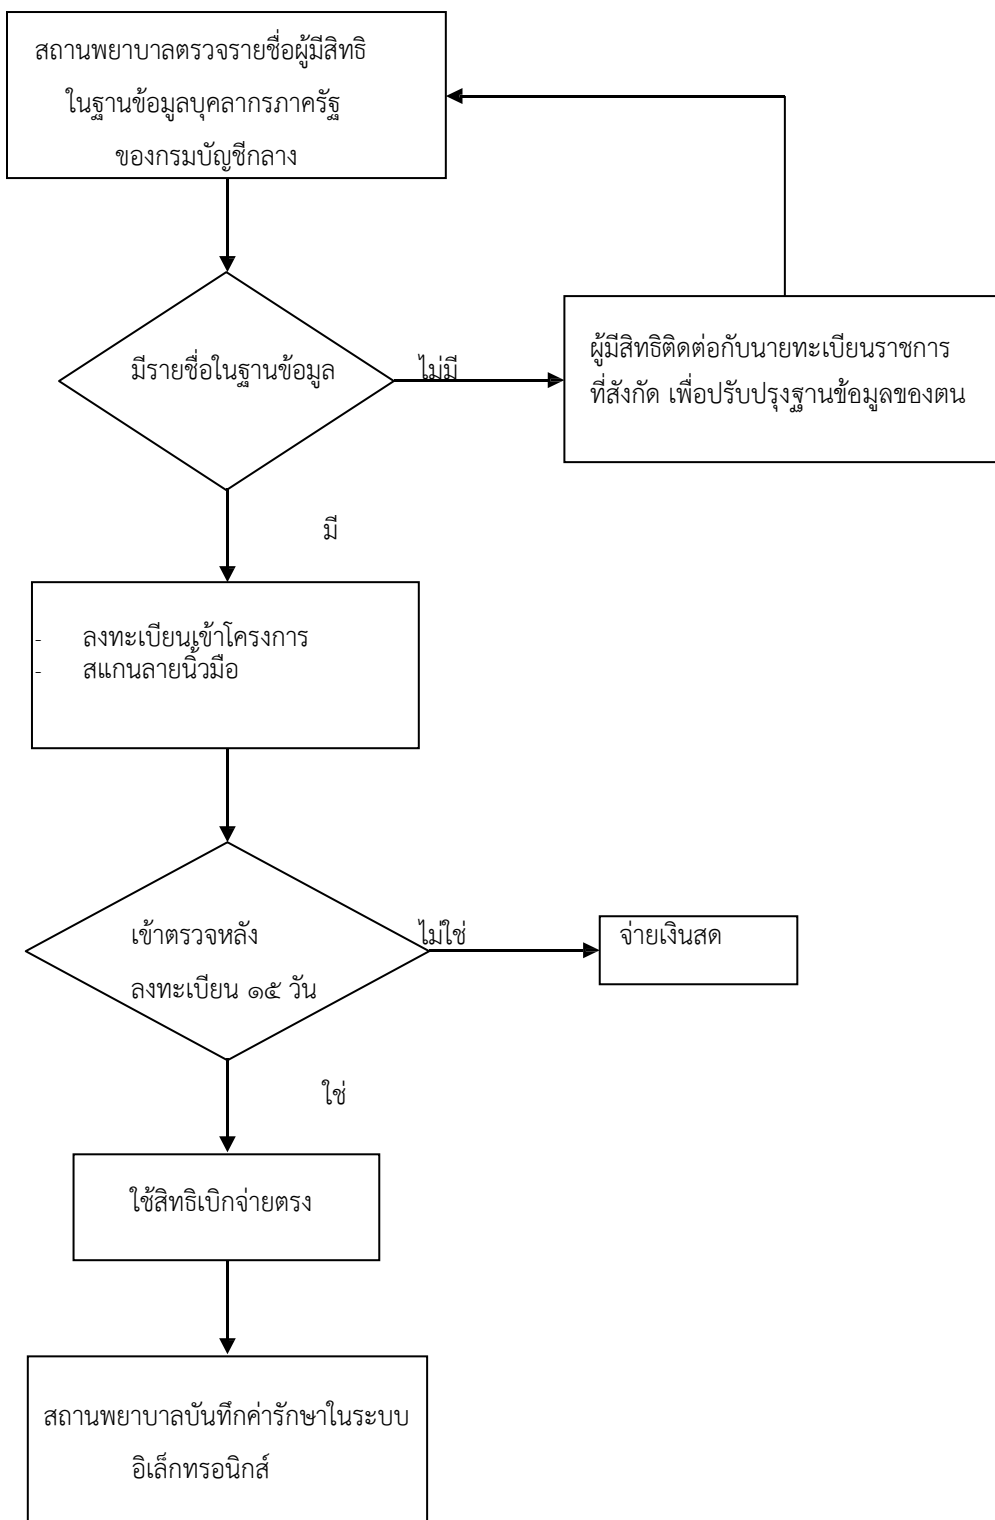 สถานพยาบาลตรวจรายชื่อผู้มีสิทธิ
ในฐานข้อมูลบุคลากรภาครัฐ
ของกรมบัญชีกลาง
มีรายชื่อในฐานข้อมูล
ไม่มี
ผู้มีสิทธิติดต่อกับนายทะเบียนราชการ
ที่สังกัด เพื่อปรับปรุงฐานข้อมูลของตน
มี
- ลงทะเบียนเข้าโครงการ
- สแกนลายนิ้วมือ
เข้าตรวจหลัง
ลงทะเบียน ๑๕ วัน
ไม่ใช่
จ่ายเงินสด
ใช่
ใช้สิทธิเบิกจ่ายตรง
สถานพยาบาลบันทึกค่ารักษาในระบบ
อิเล็กทรอนิกส์